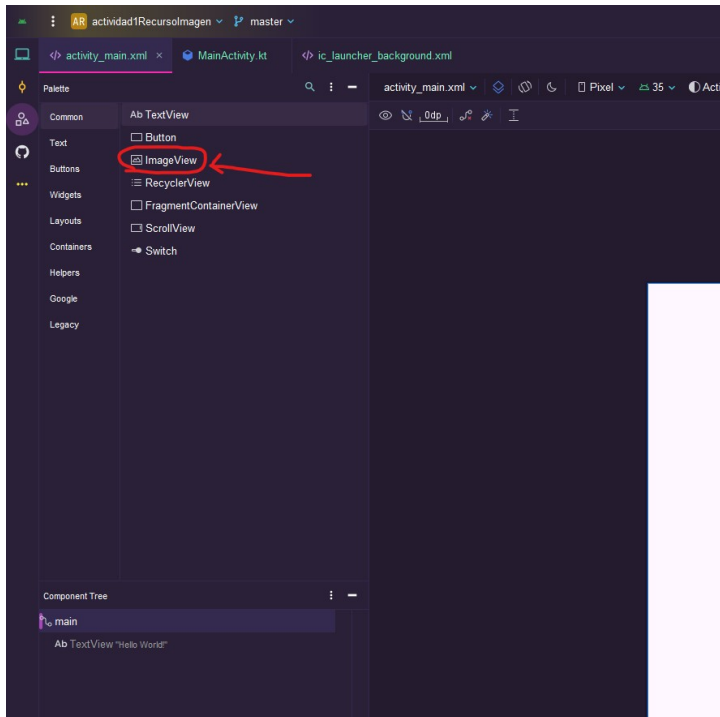 AR actividad1RecursoImagen master
activity_main.xml MainActivity.kt ic_launcher_background.xml
Palette
activity_main.xml Pixel 35 Acti
Common
Text
Buttons
Widgets
Layouts
Containers
Helpers
Google
Legacy
Ab TextView
Button
ImageView
RecyclerView
FragmentContainerView
ScrollView
Switch
0dp
Component Tree
main
Ab TextView "Hello World!"